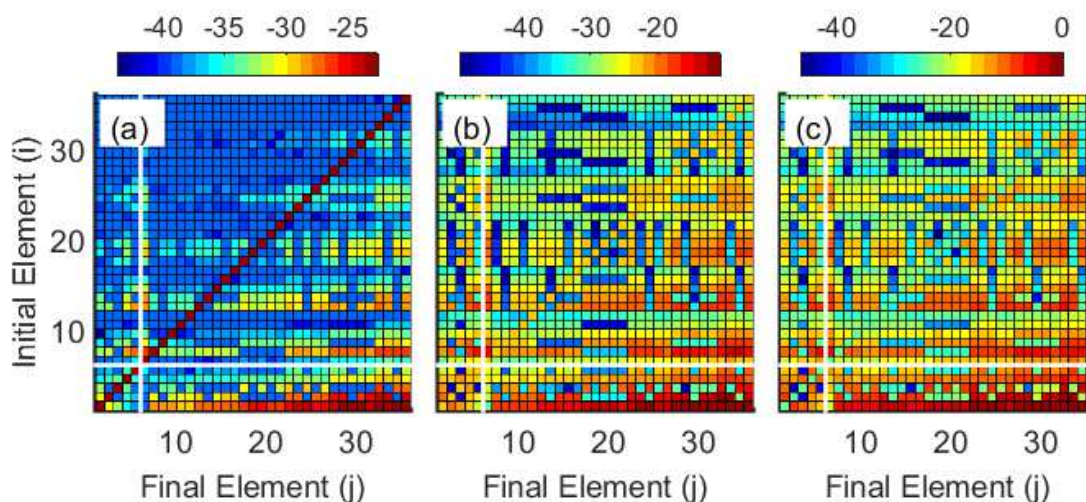 -40 -35 -30 -25
-40 -20
0 -20 -40
(a) (b) (c)
30
20
10
Initial Element (i)
10 20 30
10 20 30
10 20 30
Final Element (j) Final Element (j) Final Element (j)